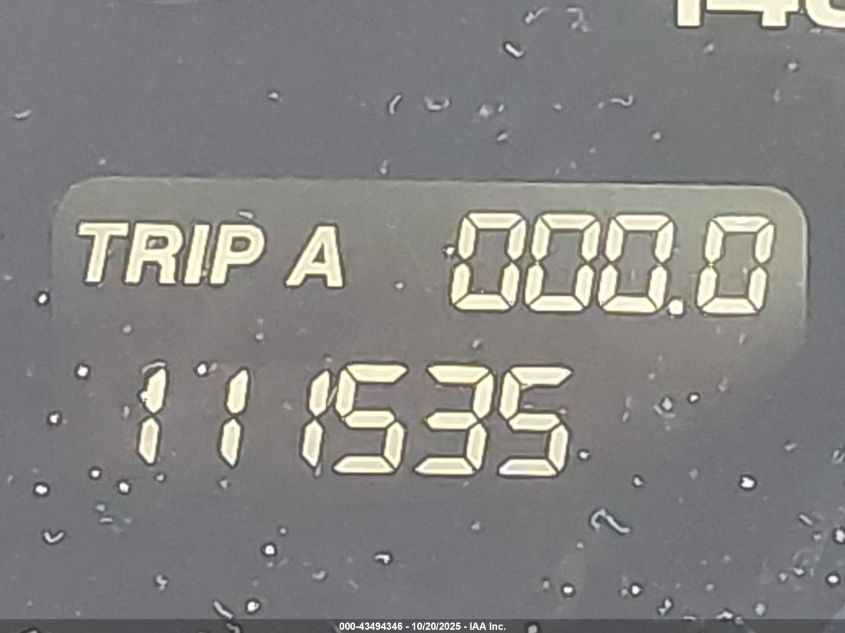 TRIP A 000.0
111535
000-43494346 - 10/20/2025 - IAA Inc.